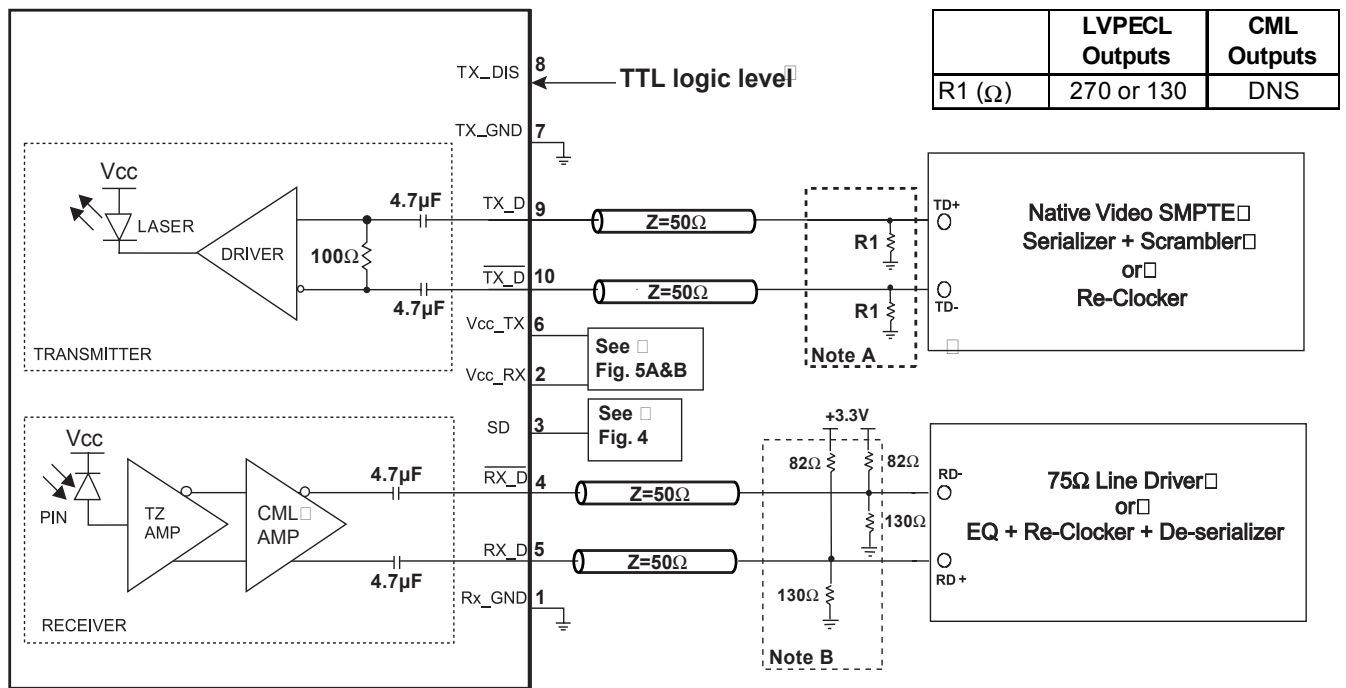 LVPECL Outputs
CML Outputs
R1 (Ω)
270 or 130
DNS
TX_DIS
8
TTL logic level
TX_GND
7
Vcc
LASER
DRIVER
100Ω
4.7µF
4.7µF
TRANSMITTER
TX_D
9
Z=50Ω
TX_D
10
Z=50Ω
R1
R1
Note A
TD+
TD-
Native Video SMPTE
Serializer + Scrambler
or
Re-Clocker
Vcc_TX
6
Vcc_RX
2
See
Fig. 5A&B
SD
3
See
Fig. 4
Vcc
PIN
TZ
AMP
CML
AMP
4.7µF
4.7µF
RECEIVER
RX_D
4
Z=50Ω
RX_D
5
Z=50Ω
Rx_GND
1
+3.3V
82Ω
82Ω
130Ω
130Ω
Note B
RD-
RD+
75Ω Line Driver
or
EQ + Re-Clocker + De-serializer